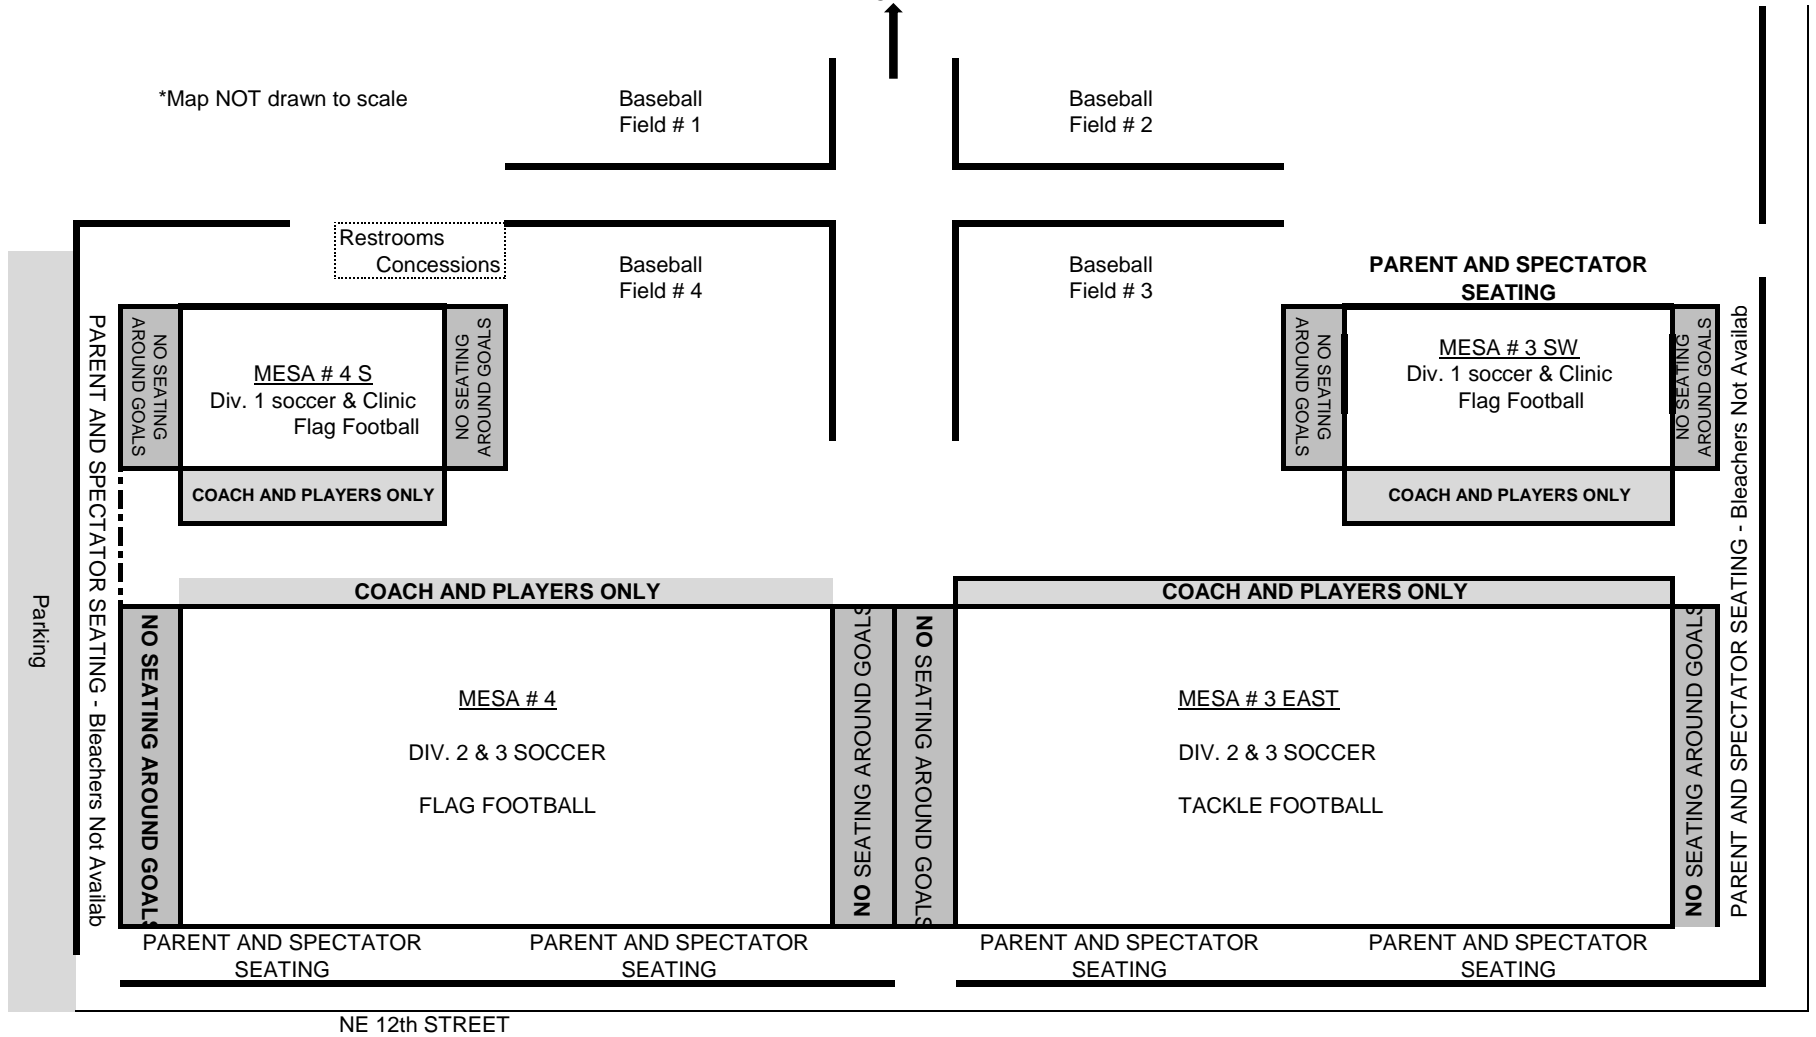 *Map NOT drawn to scale
Baseball
Field # 1
Baseball
Field # 2
Restrooms
Concessions
Baseball
Field # 4
Baseball
Field # 3
PARENT AND SPECTATOR
SEATING
PARENT AND SPECTATOR SEATING - Bleachers Not Availab
NO SEATING
AROUND GOALS
MESA # 4 S
Div. 1 soccer & Clinic
Flag Football
NO SEATING
AROUND GOALS
NO SEATING
AROUND GOALS
MESA # 3 SW
Div. 1 soccer & Clinic
Flag Football
NO SEATING
AROUND GOALS
PARENT AND SPECTATOR SEATING - Bleachers Not Availab
COACH AND PLAYERS ONLY
COACH AND PLAYERS ONLY
Parking
COACH AND PLAYERS ONLY
COACH AND PLAYERS ONLY
NO SEATING AROUND GOALS
MESA # 4
DIV. 2 & 3 SOCCER
FLAG FOOTBALL
NO SEATING AROUND GOALS
NO SEATING AROUND GOALS
MESA # 3 EAST
DIV. 2 & 3 SOCCER
TACKLE FOOTBALL
NO SEATING AROUND GOALS
PARENT AND SPECTATOR
SEATING
PARENT AND SPECTATOR
SEATING
PARENT AND SPECTATOR
SEATING
PARENT AND SPECTATOR
SEATING
NE 12th STREET